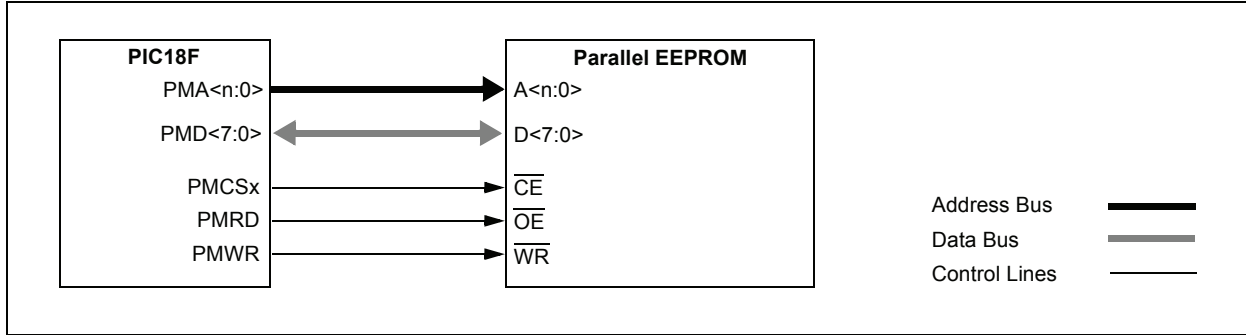 PIC18F
Parallel EEPROM
PMA<n:0>
A<n:0>
PMD<7:0>
D<7:0>
PMCSx
CE
PMRD
OE
PMWR
WR
Address Bus
Data Bus
Control Lines